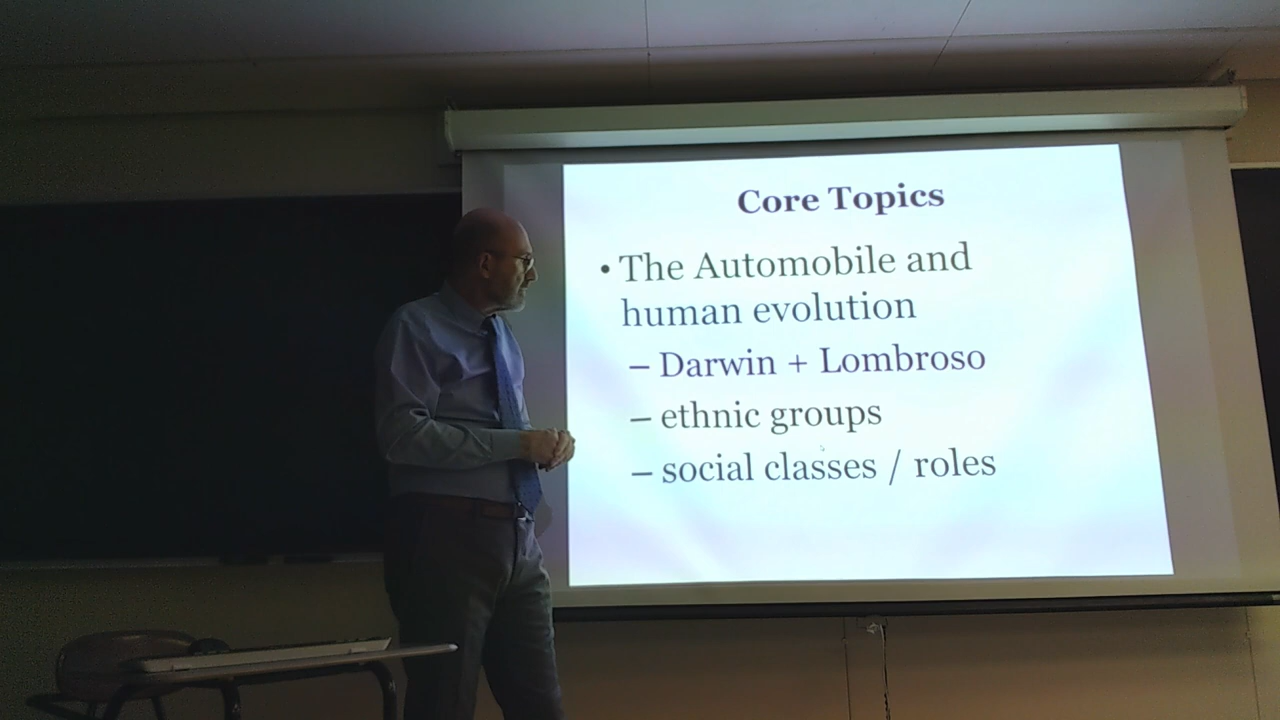 Core Topics
• The Automobile and
human evolution
– Darwin + Lombroso
– ethnic groups
– social classes / roles